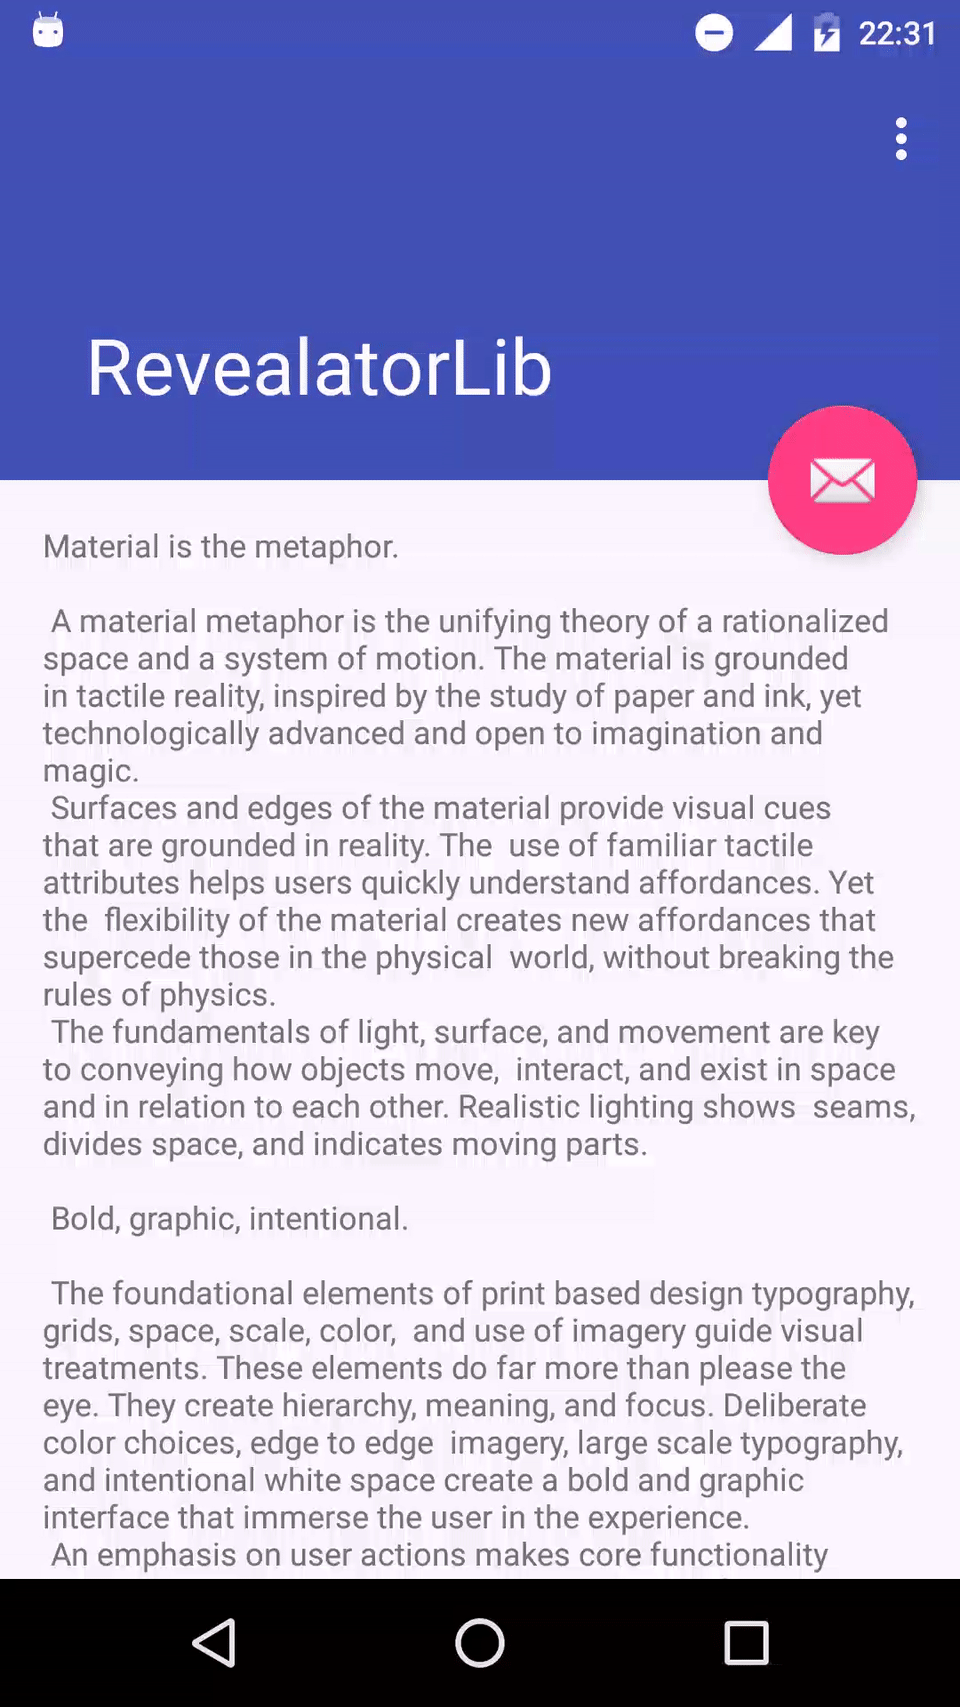 22:31
RevealatorLib
Material is the metaphor.
A material metaphor is the unifying theory of a rationalized
space and a system of motion. The material is grounded
in tactile reality, inspired by the study of paper and ink, yet
technologically advanced and open to imagination and
magic.
Surfaces and edges of the material provide visual cues
that are grounded in reality. The  use of familiar tactile
attributes helps users quickly understand affordances. Yet
the  flexibility of the material creates new affordances that
supercede those in the physical  world, without breaking the
rules of physics.
The fundamentals of light, surface, and movement are key
to conveying how objects move,  interact, and exist in space
and in relation to each other. Realistic lighting shows  seams,
divides space, and indicates moving parts.
Bold, graphic, intentional.
The foundational elements of print based design typography,
grids, space, scale, color,  and use of imagery guide visual
treatments. These elements do far more than please the
eye. They create hierarchy, meaning, and focus. Deliberate
color choices, edge to edge  imagery, large scale typography,
and intentional white space create a bold and graphic
interface that immerse the user in the experience.
An emphasis on user actions makes core functionality